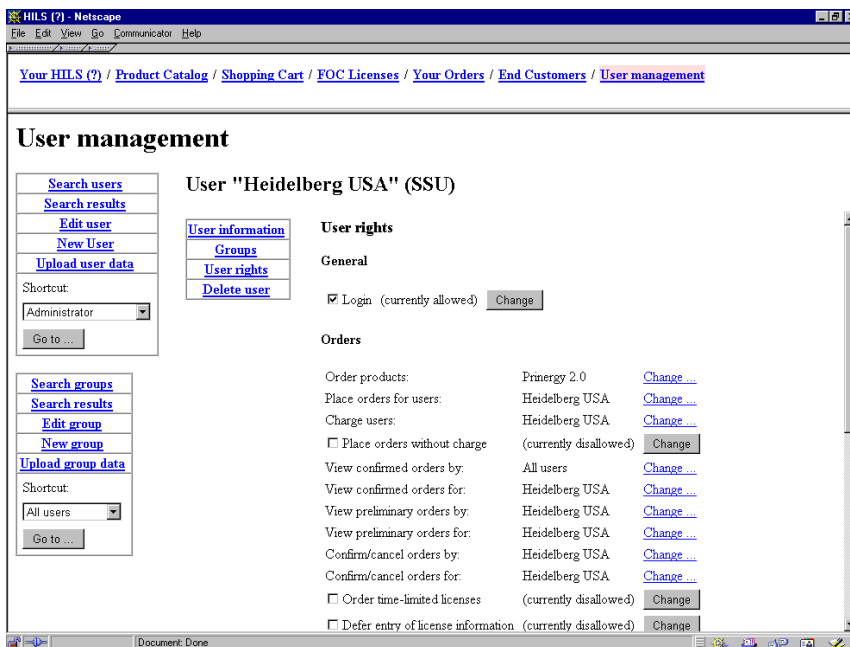 HILS (?) - Netscape
File Edit View Go Communicator Help
Your HILS (?) / Product Catalog / Shopping Cart / FOC Licenses / Your Orders / End Customers / User management
User management
Search users
Search results
Edit user
New User
Upload user data
Shortcut:
Administrator
Go to ...
Search groups
Search results
Edit group
New group
Upload group data
Shortcut:
All users
Go to ...
User "Heidelberg USA" (SSU)
User information
Groups
User rights
Delete user
User rights
General
Login (currently allowed) Change
Orders
Order products: Prinergy 2.0 Change ...
Place orders for users: Heidelberg USA Change ...
Charge users: Heidelberg USA Change ...
Place orders without charge (currently disallowed) Change
View confirmed orders by: All users Change ...
View confirmed orders for: Heidelberg USA Change ...
View preliminary orders by: Heidelberg USA Change ...
View preliminary orders for: Heidelberg USA Change ...
Confirm/cancel orders by: Heidelberg USA Change ...
Confirm/cancel orders for: Heidelberg USA Change ...
Order time-limited licenses (currently disallowed) Change
Defer entry of license information (currently disallowed) Change
Document: Done